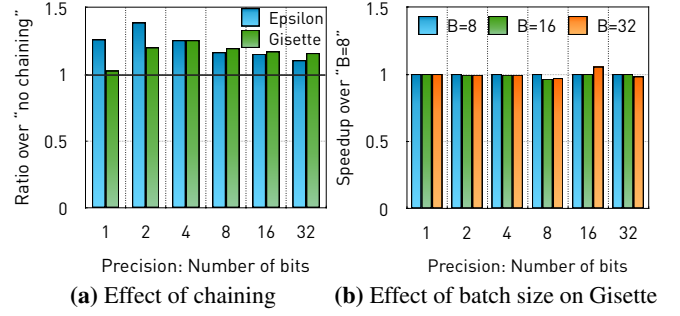 1.5
1
0.5
0
Ratio over “no chaining”
Epsilon
Gisette
1 2 4 8 16 32
Precision: Number of bits
(a) Effect of chaining
1.5
1
0.5
0
Speedup over “B=8”
B=8 B=16 B=32
1 2 4 8 16 32
Precision: Number of bits
(b) Effect of batch size on Gisette